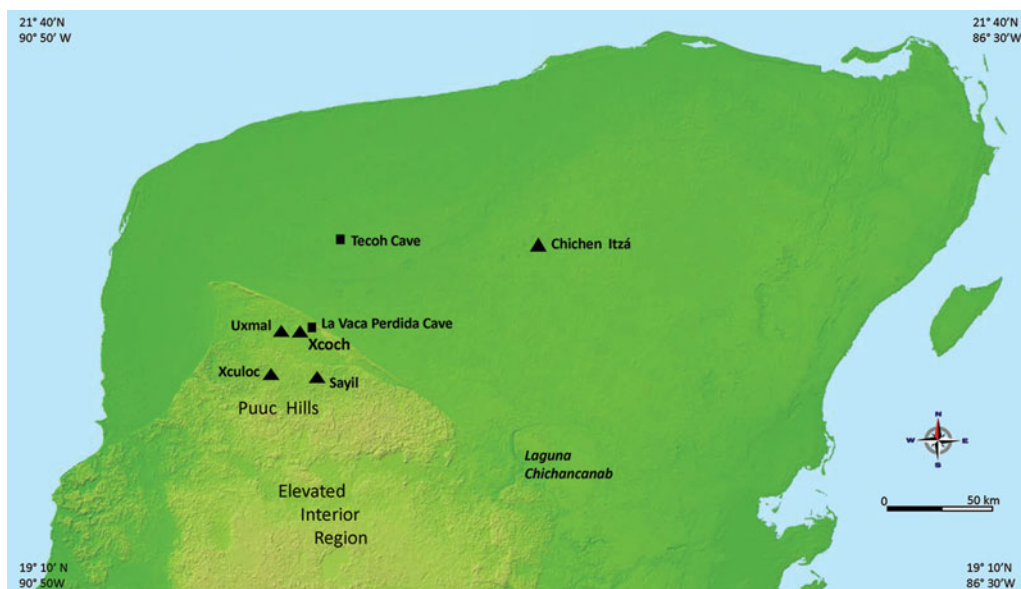 21° 40’N
90° 50’ W
21° 40’N
86° 30’W
Tecoh Cave
Chichen Itzá
Uxmal
La Vaca Perdida Cave
Xcoch
Xculoc
Sayil
Puuc Hills
Laguna
Chichancanab
N
W
E
S
Elevated
Interior
Region
0
50 km
19° 10’ N
90° 50W
19° 10’ N
86° 30’W